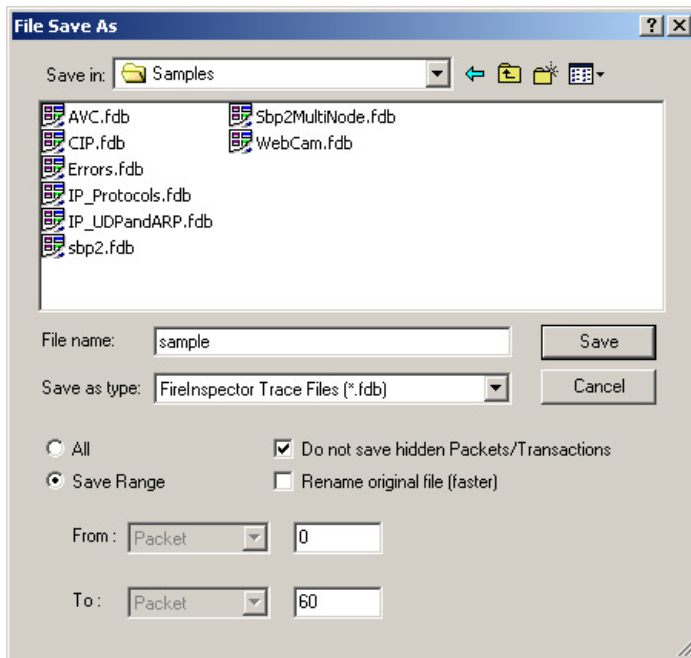 File Save As
Save in: Samples
AVC.fdb
CIP.fdb
Errors.fdb
IP_Protocols.fdb
IP_UDPandARP.fdb
sbp2.fdb
Sbp2MultiNode.fdb
WebCam.fdb
File name: sample Save
Save as type: FireInspector Trace Files (*.fdb) Cancel
All Do not save hidden Packets/Transactions
Save Range Rename original file (faster)
From : Packet 0
To : Packet 60